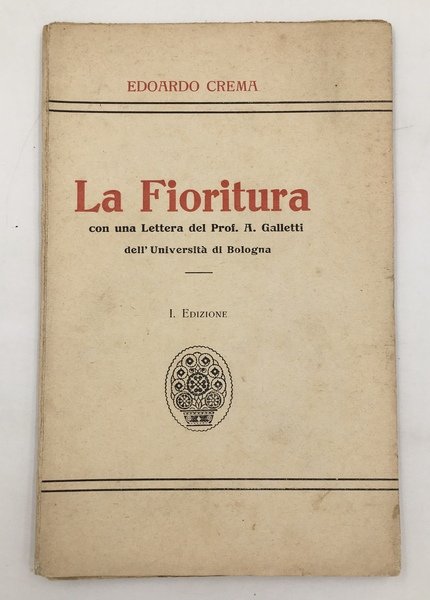 EDOARDO CREMA
La Fioritura
con una Lettera del Prof. A. Galletti
dell'Università di Bologna
I. EDIZIONE